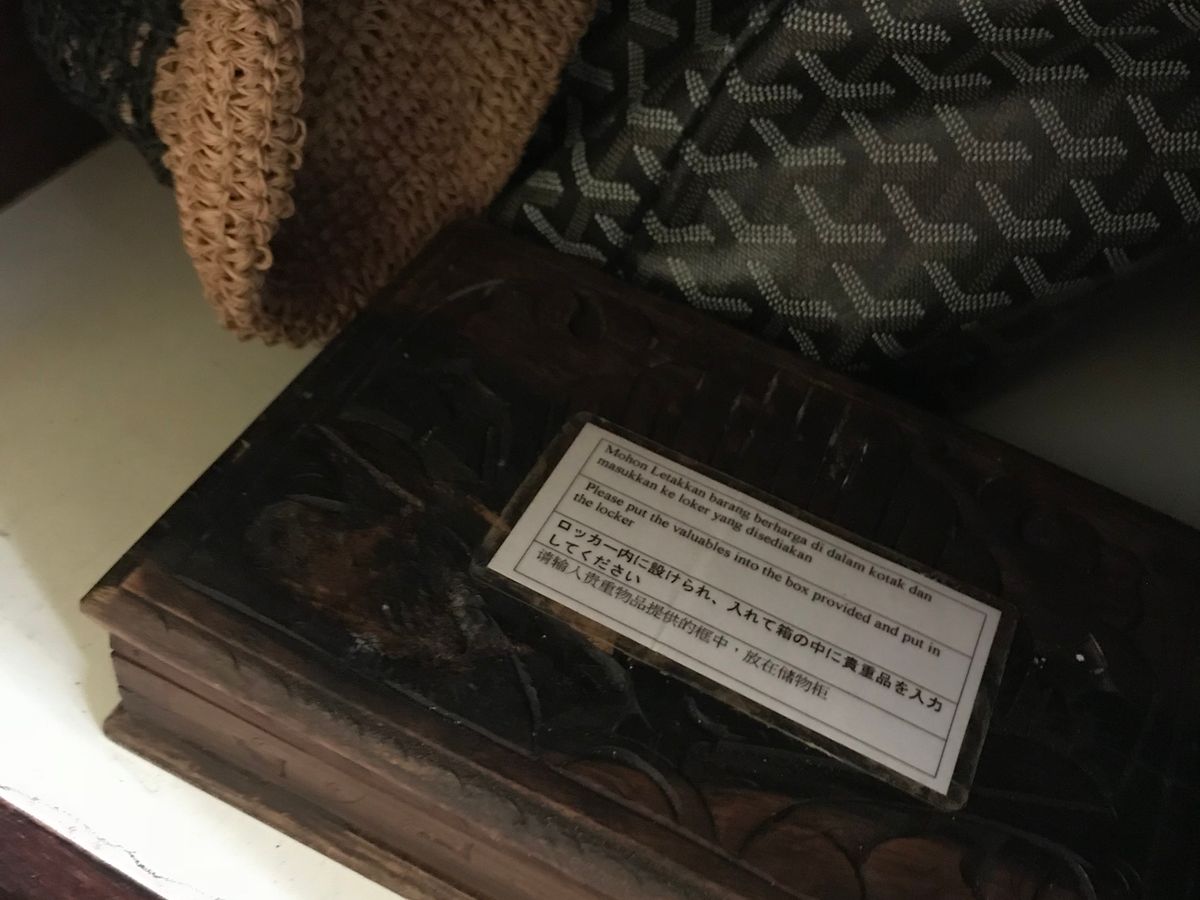 Mohon Letakkan barang berharga di dalam kotak dan
masukkan ke loker yang disediakan
Please put the valuables into the box provided and put in
the locker
ロッカー内に設けられ、入れて箱の中に貴重品を入力
してください
请输入贵重物品提供的框中，放在储物柜